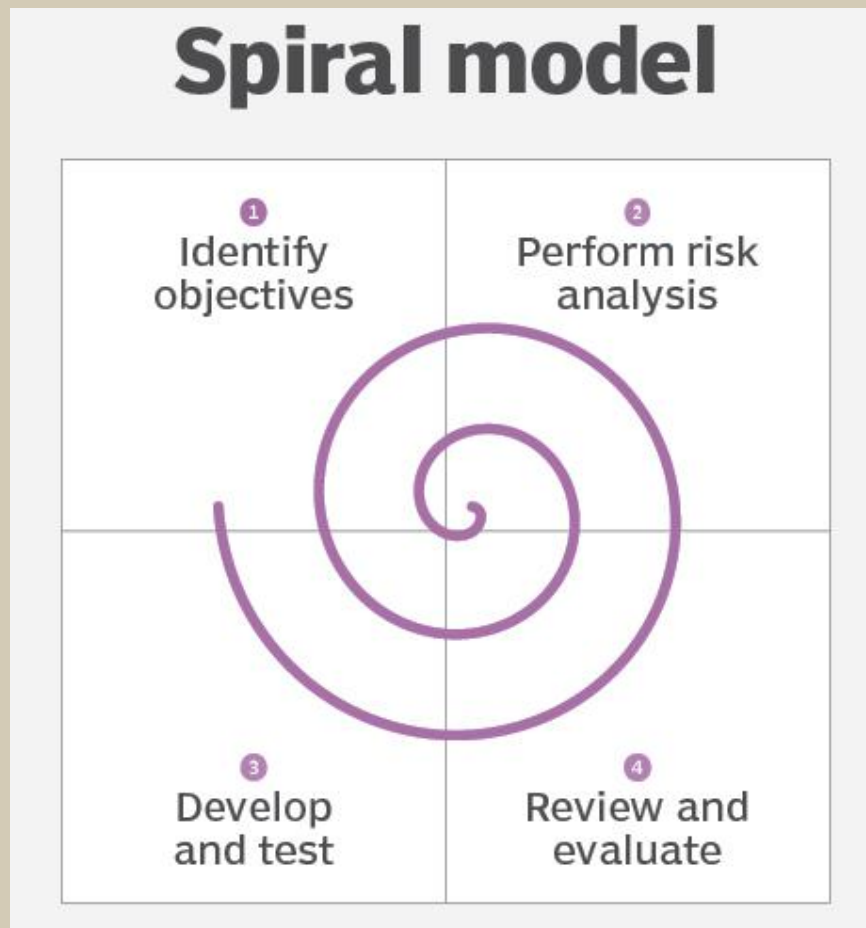 Spiral model
1
Identify
objectives
2
Perform risk
analysis
3
Develop
and test
4
Review and
evaluate